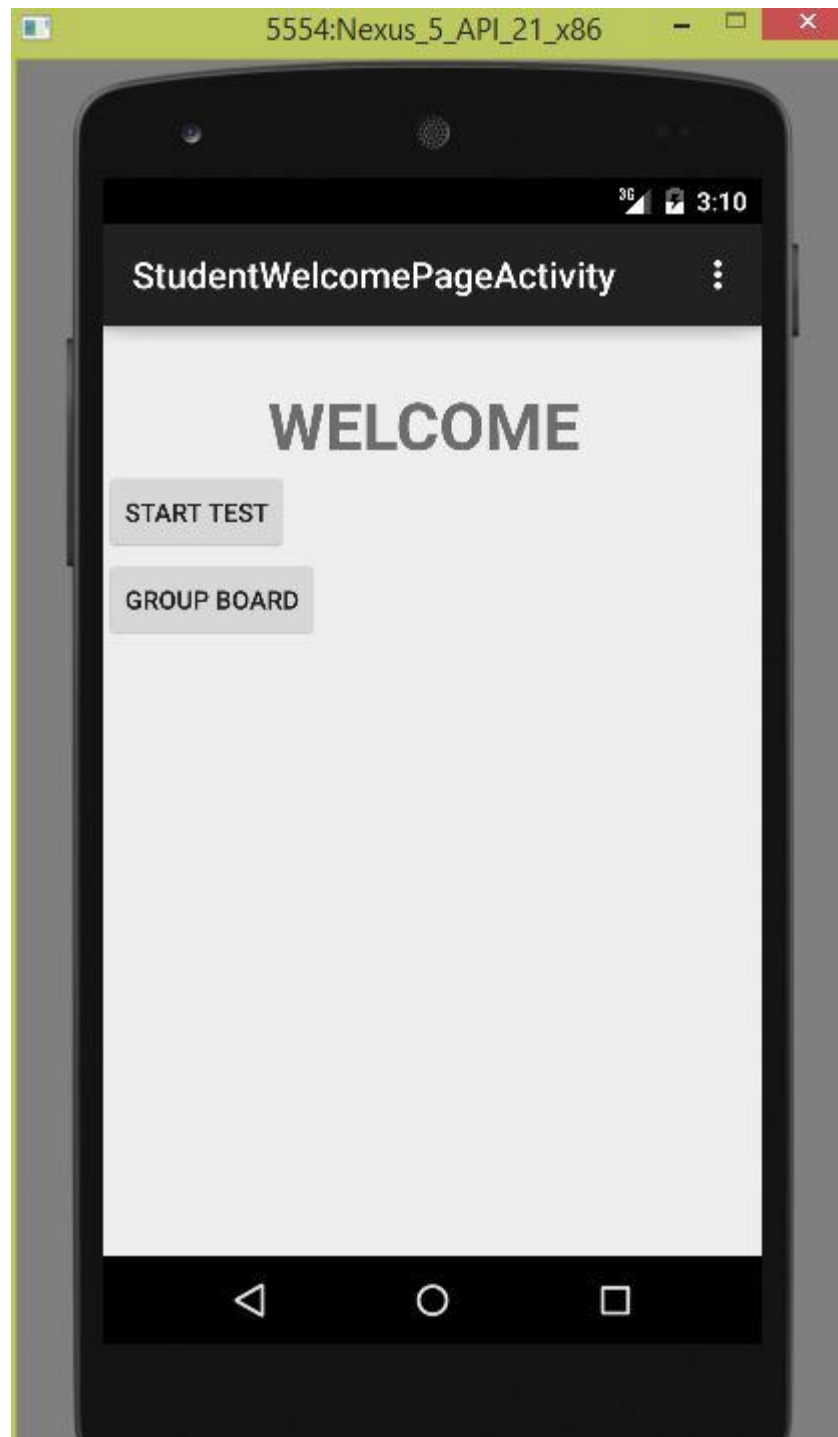 5554:Nexus_5_API_21_x86
3G 3:10
StudentWelcomePageActivity
WELCOME
START TEST
GROUP BOARD